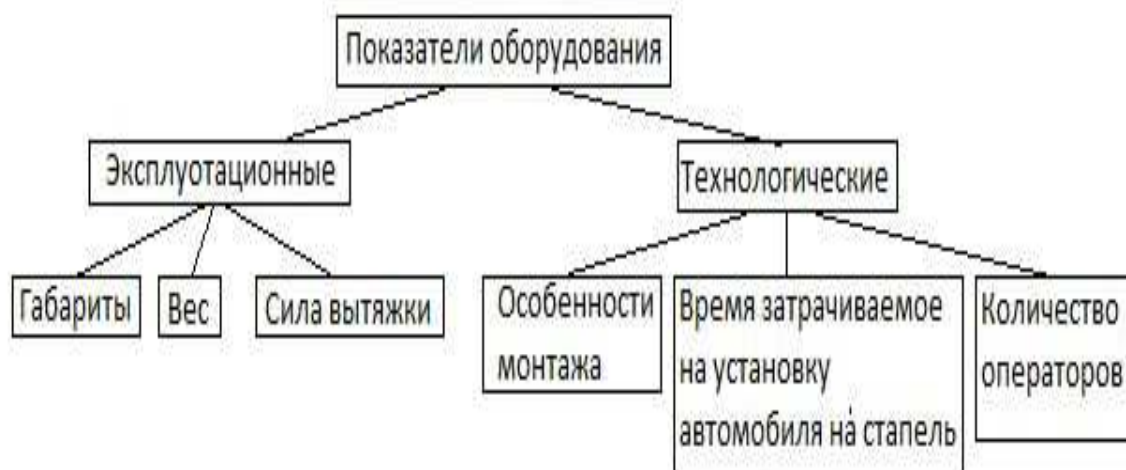 Показатели оборудования
Эксплуотационные
Технологические
Габариты
Вес
Сила вытяжки
Особенности
монтажа
Время затрачиваемое
на установку
автомобиля на стапель
Количество
операторов